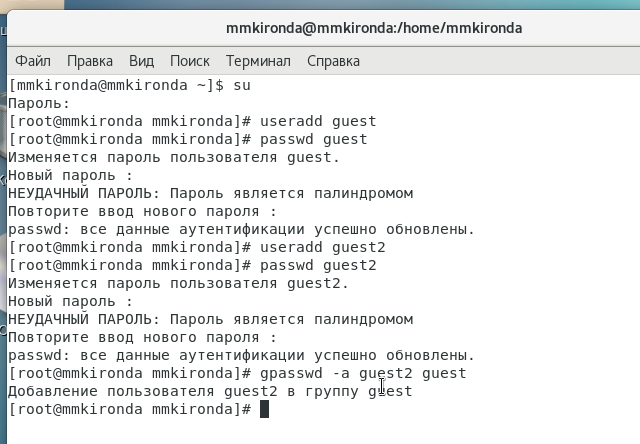 mmkironda@mmkironda:/home/mmkironda
Файл Правка Вид Поиск Терминал Справка
[mmkironda@mmkironda ~]$ su
Пароль:
[root@mmkironda mmkironda]# useradd guest
[root@mmkironda mmkironda]# passwd guest
Изменяется пароль пользователя guest.
Новый пароль :
НЕУДАЧНЫЙ ПАРОЛЬ: Пароль является палиндромом
Повторите ввод нового пароля :
passwd: все данные аутентификации успешно обновлены.
[root@mmkironda mmkironda]# useradd guest2
[root@mmkironda mmkironda]# passwd guest2
Изменяется пароль пользователя guest2.
Новый пароль :
НЕУДАЧНЫЙ ПАРОЛЬ: Пароль является палиндромом
Повторите ввод нового пароля :
passwd: все данные аутентификации успешно обновлены.
[root@mmkironda mmkironda]# gpasswd -a guest2 guest
Добавление пользователя guest2 в группу guest
[root@mmkironda mmkironda]#